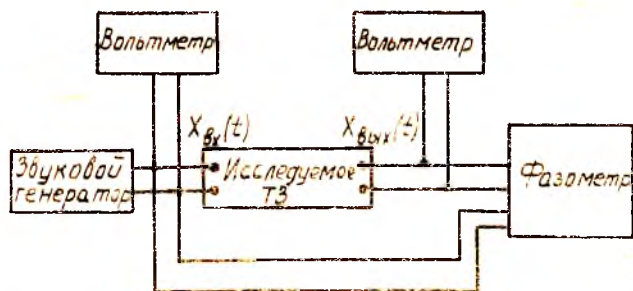 Вольтметр
Вольтметр
Xвх(t)
Xвых(t)
Звуковой
генератор
Исследуемое
ТЗ
Фазометр